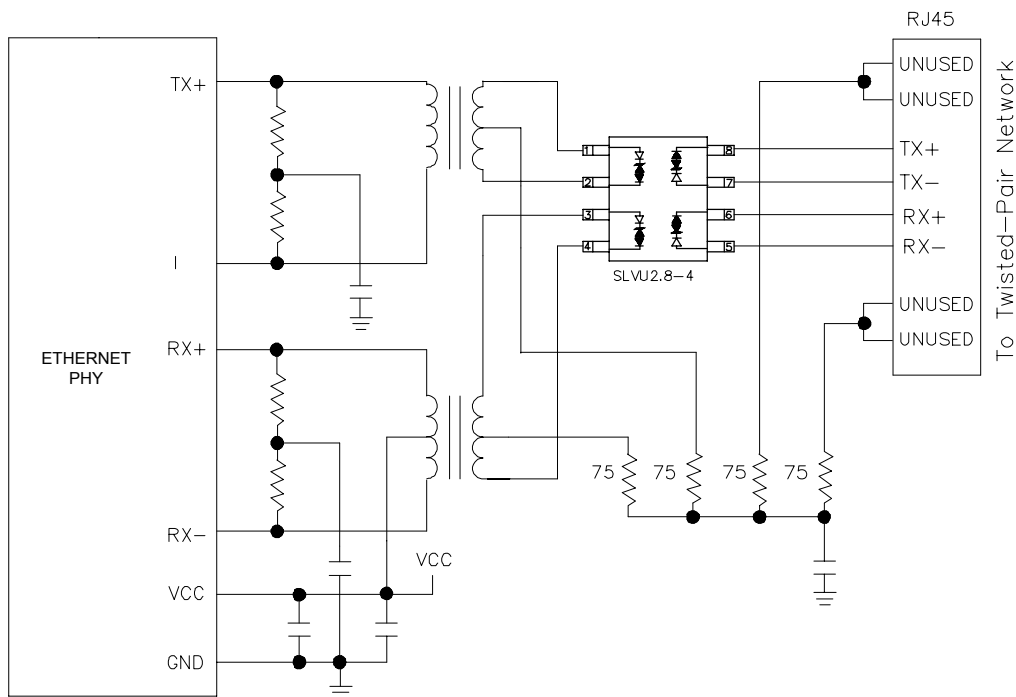 RJ45
UNUSED
UNUSED
TX+
TX-
RX+
RX-
UNUSED
UNUSED
To Twisted-Pair Network
TX+
I
RX+
ETHERNET
PHY
RX-
VCC
GND
VCC
1
2
3
4
8
7
6
5
SLVU2.8-4
75
75
75
75